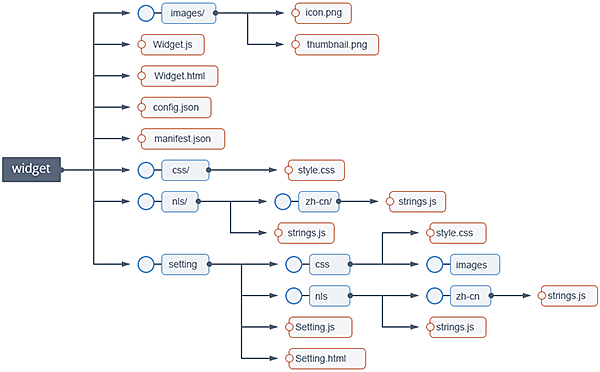 images/
icon.png
Widget.js
thumbnail.png
Widget.html
config.json
manifest.json
widget
css/
style.css
nls/
zh-cn/
strings.js
strings.js
style.css
setting
css
images
nls
zh-cn
strings.js
Setting.js
strings.js
Setting.html